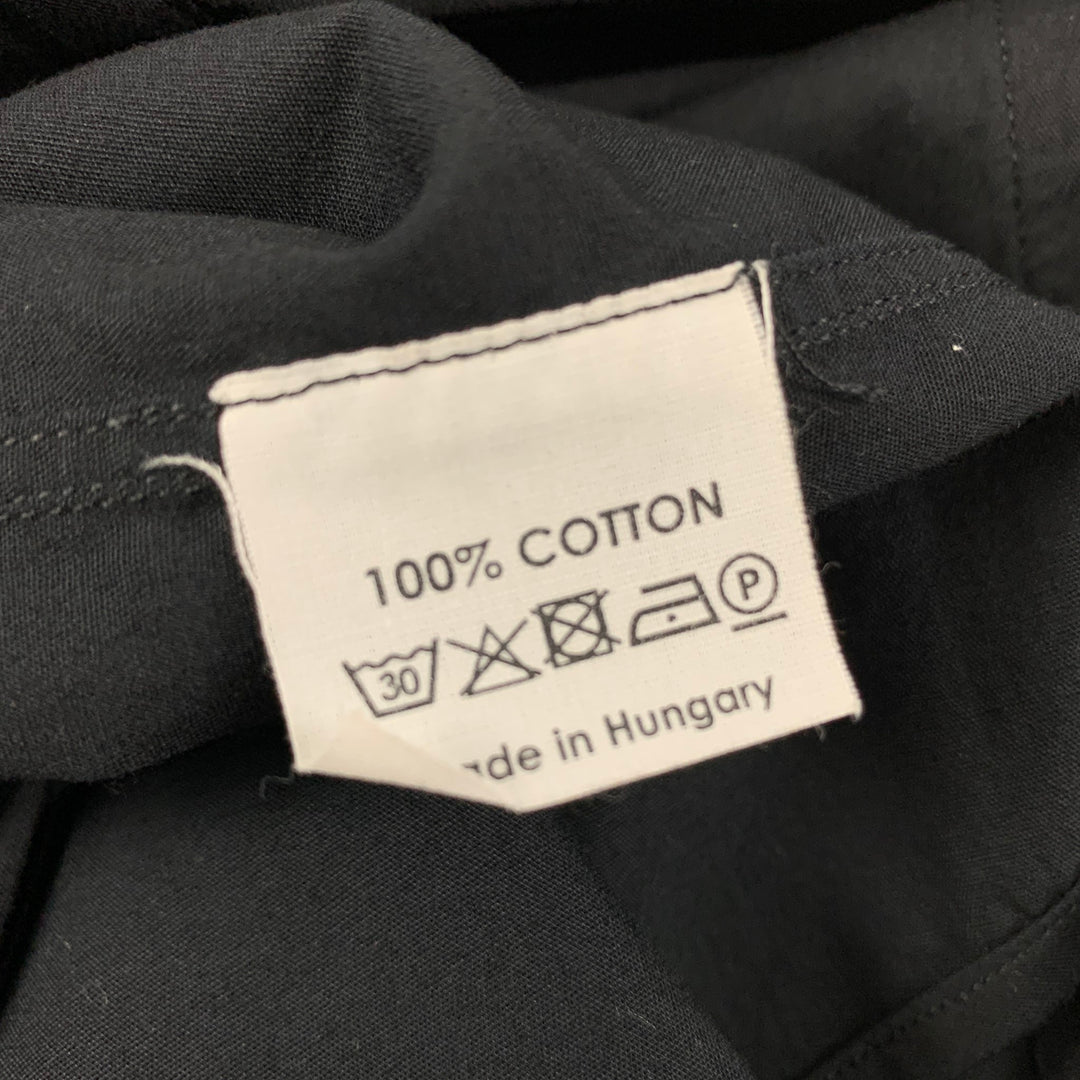 100% COTTON
30 P
ade in Hungary